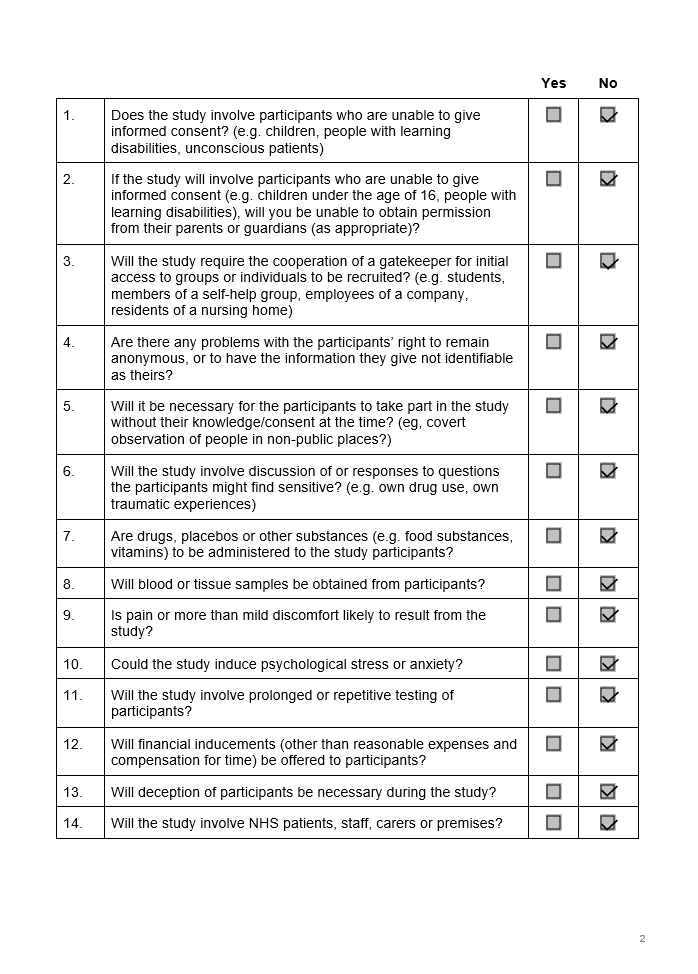 Yes No
1. Does the study involve participants who are unable to give
informed consent? (e.g. children, people with learning
disabilities, unconscious patients)
2. If the study will involve participants who are unable to give
informed consent (e.g. children under the age of 16, people with
learning disabilities), will you be unable to obtain permission
from their parents or guardians (as appropriate)?
3. Will the study require the cooperation of a gatekeeper for initial
access to groups or individuals to be recruited? (e.g. students,
members of a self-help group, employees of a company,
residents of a nursing home)
4. Are there any problems with the participants’ right to remain
anonymous, or to have the information they give not identifiable
as theirs?
5. Will it be necessary for the participants to take part in the study
without their knowledge/consent at the time? (eg, covert
observation of people in non-public places?)
6. Will the study involve discussion of or responses to questions
the participants might find sensitive? (e.g. own drug use, own
traumatic experiences)
7. Are drugs, placebos or other substances (e.g. food substances,
vitamins) to be administered to the study participants?
8. Will blood or tissue samples be obtained from participants?
9. Is pain or more than mild discomfort likely to result from the
study?
10. Could the study induce psychological stress or anxiety?
11. Will the study involve prolonged or repetitive testing of
participants?
12. Will financial inducements (other than reasonable expenses and
compensation for time) be offered to participants?
13. Will deception of participants be necessary during the study?
14. Will the study involve NHS patients, staff, carers or premises?
2